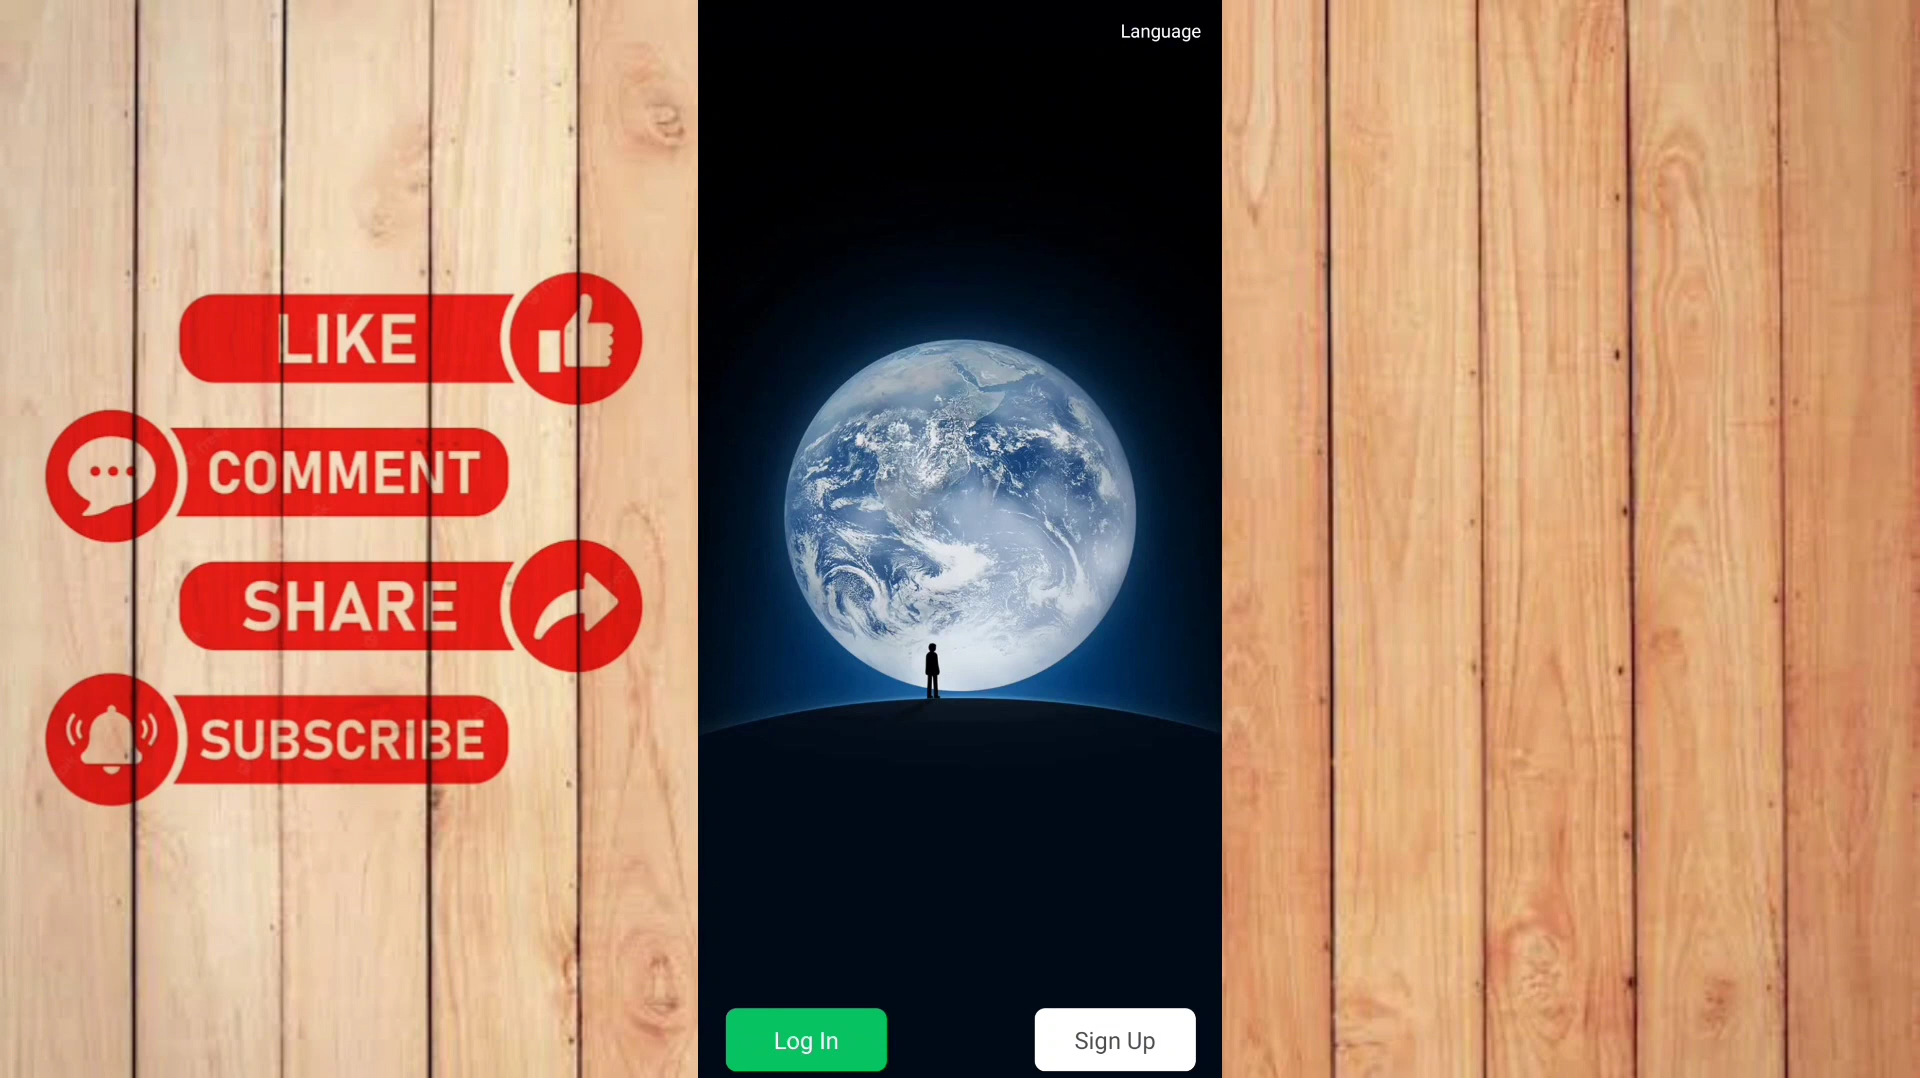 Language
LIKE
COMMENT
SHARE
SUBSCRIBE
Log In
Sign Up